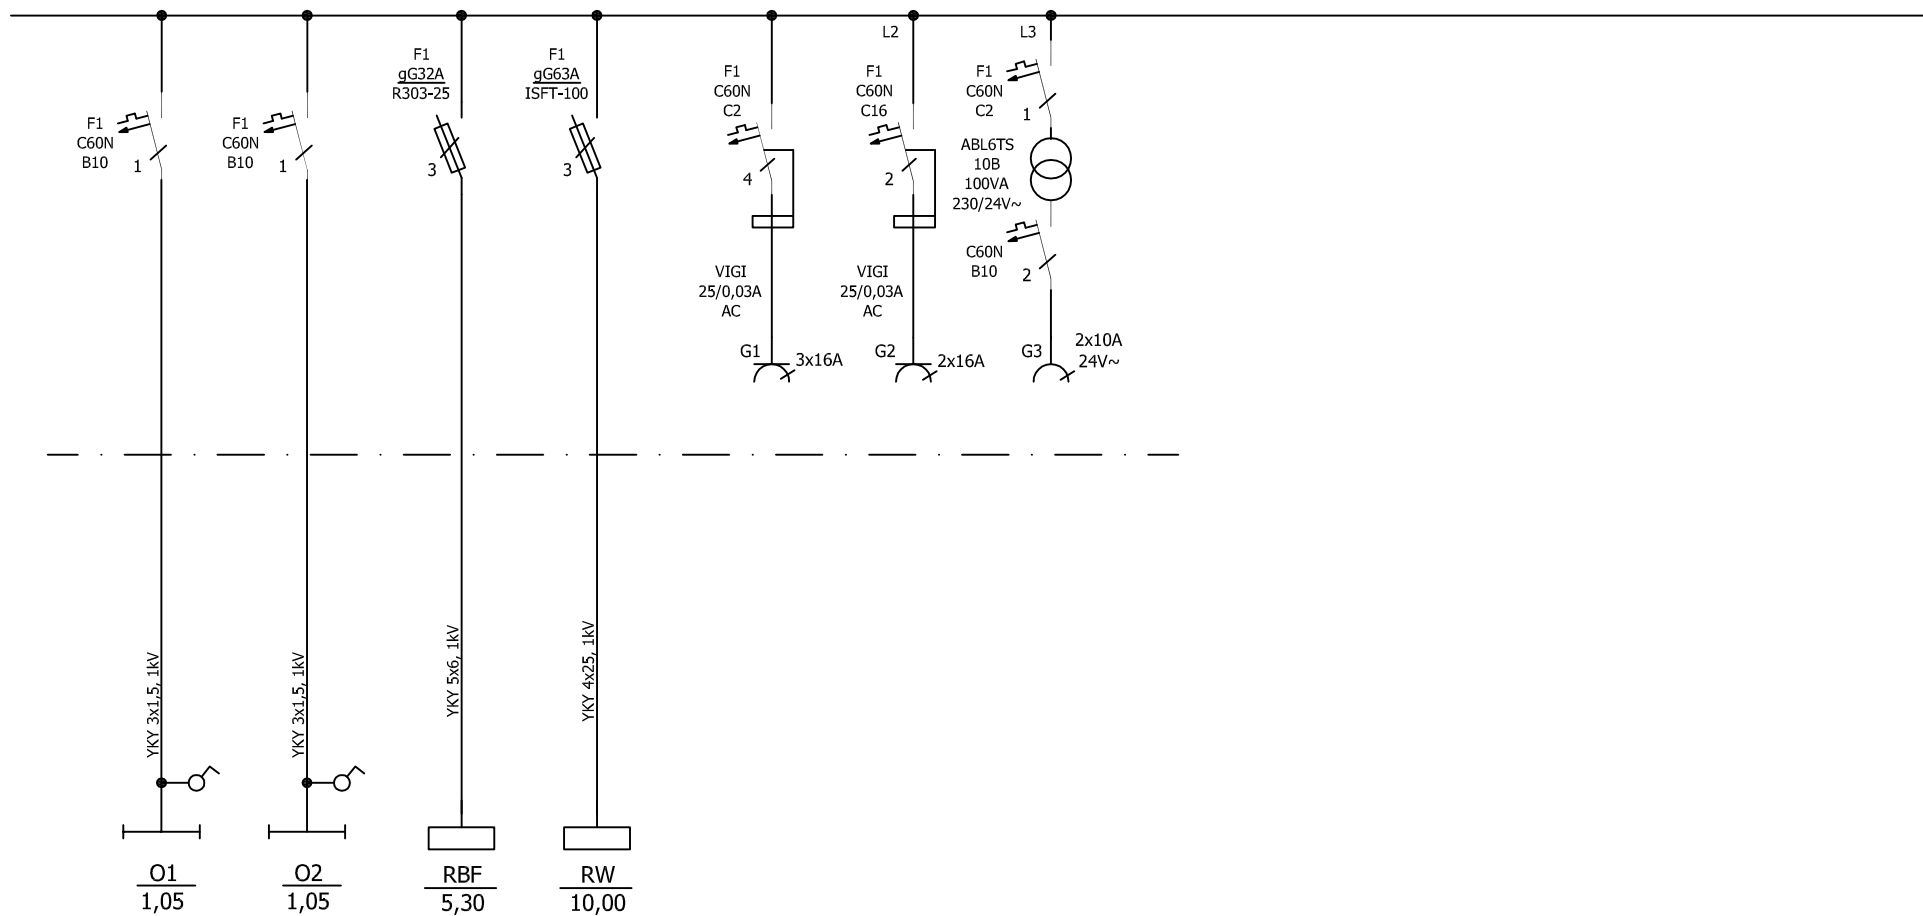 F1
C60N
B10
1
YKY 3x1,5, 1kV
O1
1,05
F1
C60N
B10
1
YKY 3x1,5, 1kV
O2
1,05
F1
gG32A
R303-25
3
YKY 5x6, 1kV
RBF
5,30
F1
gG63A
ISFT-100
3
YKY 4x25, 1kV
RW
10,00
F1
C60N
C2
4
VIGI
25/0,03A
AC
G1
3x16A
L2
F1
C60N
C16
2
VIGI
25/0,03A
AC
G2
2x16A
L3
F1
C60N
C2
1
ABL6TS
10B
100VA
230/24V~
C60N
B10
2
G3
2x10A
24V~